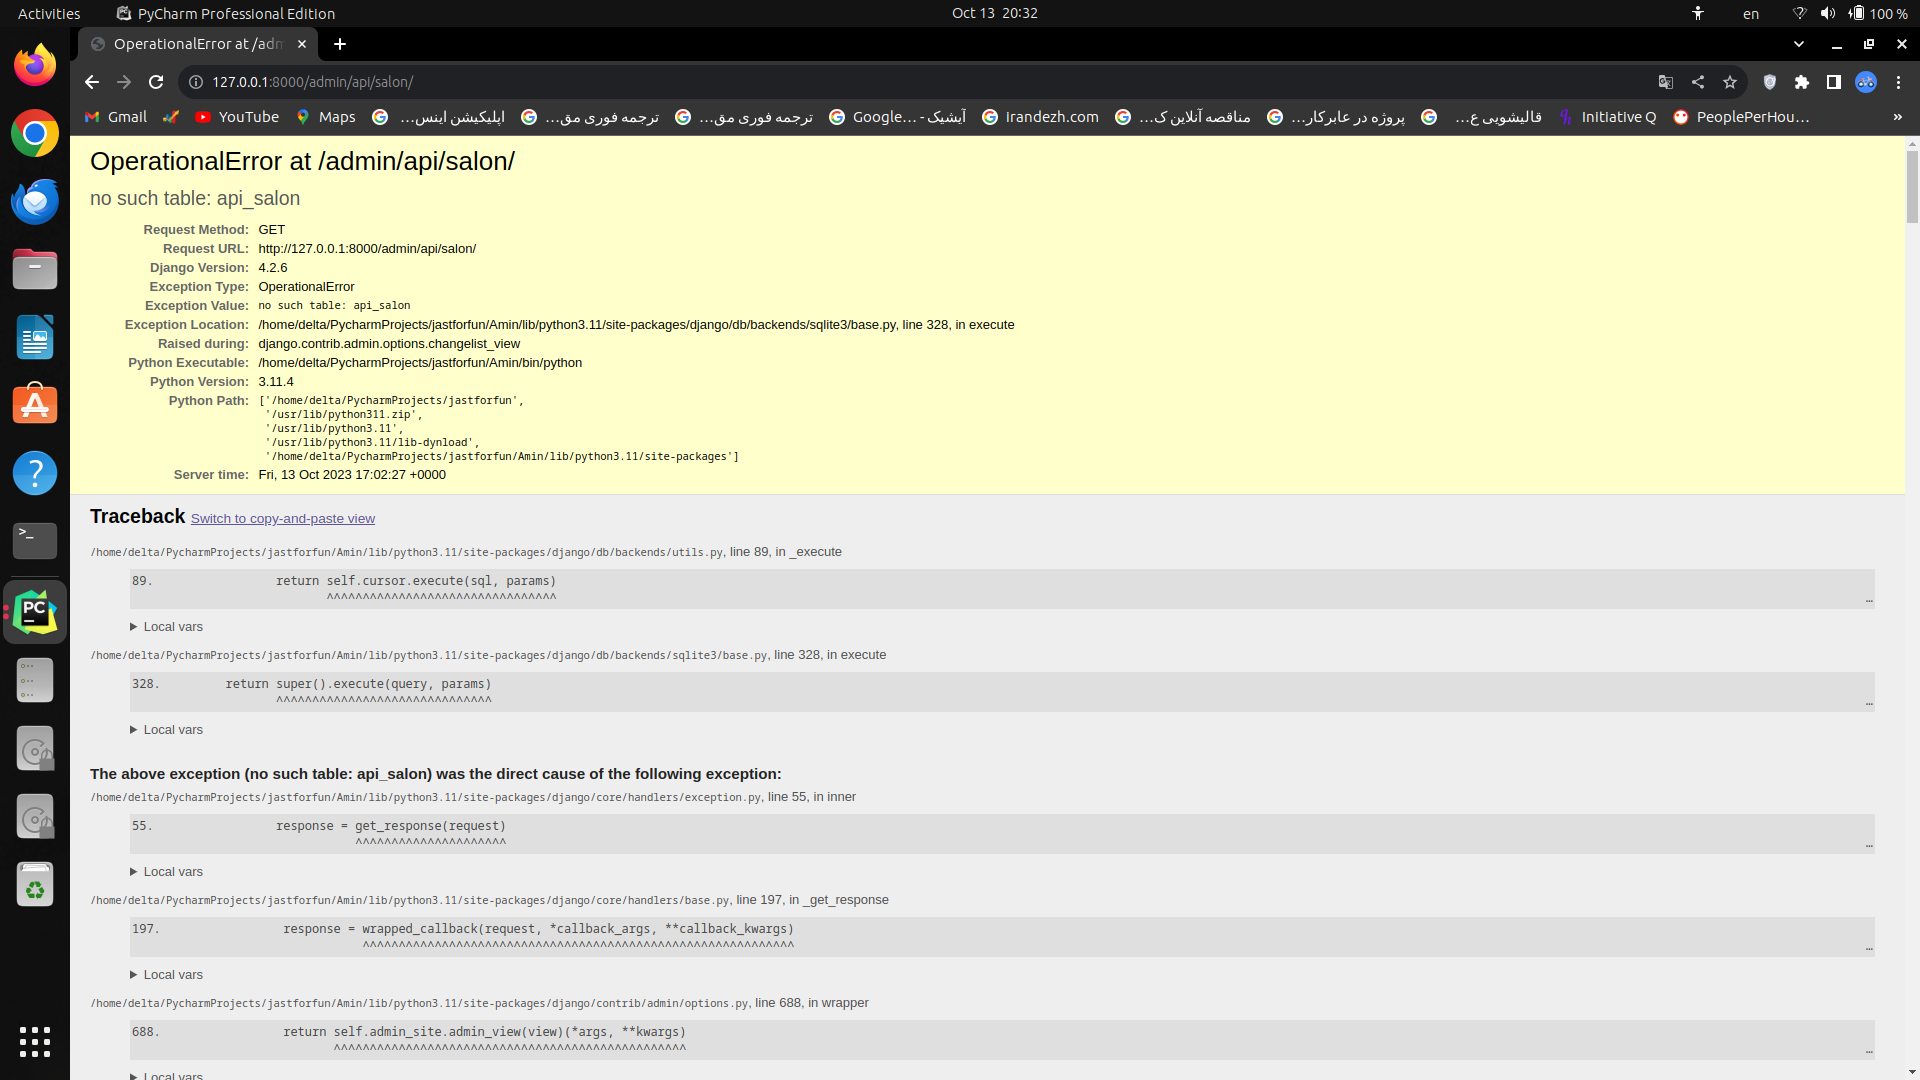 Activities
PyCharm Professional Edition
Oct 13 20:32
en
100 %
OperationalError at /adm
127.0.0.1:8000/admin/api/salon/
Gmail
YouTube
Maps
اپلیکیشن اینس...
ترجمه فوری مق...
ترجمه فوری مق...
آیشیک - ...Google
Irandezh.com
مناقصه آنلاین ک...
پروژه در عابرکار...
قالیشویی ع...
Initiative Q
PeoplePerHou...
»
OperationalError at /admin/api/salon/
no such table: api_salon
Request Method: GET
Request URL: http://127.0.0.1:8000/admin/api/salon/
Django Version: 4.2.6
Exception Type: OperationalError
Exception Value: no such table: api_salon
Exception Location: /home/delta/PycharmProjects/jastforfun/Amin/lib/python3.11/site-packages/django/db/backends/sqlite3/base.py, line 328, in execute
Raised during: django.contrib.admin.options.changelist_view
Python Executable: /home/delta/PycharmProjects/jastforfun/Amin/bin/python
Python Version: 3.11.4
Python Path: ['/home/delta/PycharmProjects/jastforfun',
'/usr/lib/python311.zip',
'/usr/lib/python3.11',
'/usr/lib/python3.11/lib-dynload',
'/home/delta/PycharmProjects/jastforfun/Amin/lib/python3.11/site-packages']
Server time: Fri, 13 Oct 2023 17:02:27 +0000
Traceback Switch to copy-and-paste view
/home/delta/PycharmProjects/jastforfun/Amin/lib/python3.11/site-packages/django/db/backends/utils.py, line 89, in _execute
89. return self.cursor.execute(sql, params)
^^^^^^^^^^^^^^^^^^^^^^^^^^^^^^^^ …
▶ Local vars
/home/delta/PycharmProjects/jastforfun/Amin/lib/python3.11/site-packages/django/db/backends/sqlite3/base.py, line 328, in execute
328. return super().execute(query, params)
^^^^^^^^^^^^^^^^^^^^^^^^^^^^^^ …
▶ Local vars
The above exception (no such table: api_salon) was the direct cause of the following exception:
/home/delta/PycharmProjects/jastforfun/Amin/lib/python3.11/site-packages/django/core/handlers/exception.py, line 55, in inner
55. response = get_response(request)
^^^^^^^^^^^^^^^^^^^^^ …
▶ Local vars
/home/delta/PycharmProjects/jastforfun/Amin/lib/python3.11/site-packages/django/core/handlers/base.py, line 197, in _get_response
197. response = wrapped_callback(request, *callback_args, **callback_kwargs)
^^^^^^^^^^^^^^^^^^^^^^^^^^^^^^^^^^^^^^^^^^^^^^^^^^^^^^^^^^^^ …
▶ Local vars
/home/delta/PycharmProjects/jastforfun/Amin/lib/python3.11/site-packages/django/contrib/admin/options.py, line 688, in wrapper
688. return self.admin_site.admin_view(view)(*args, **kwargs)
^^^^^^^^^^^^^^^^^^^^^^^^^^^^^^^^^^^^^^^^^^^^^^^^^ …
▶ Local vars
PC